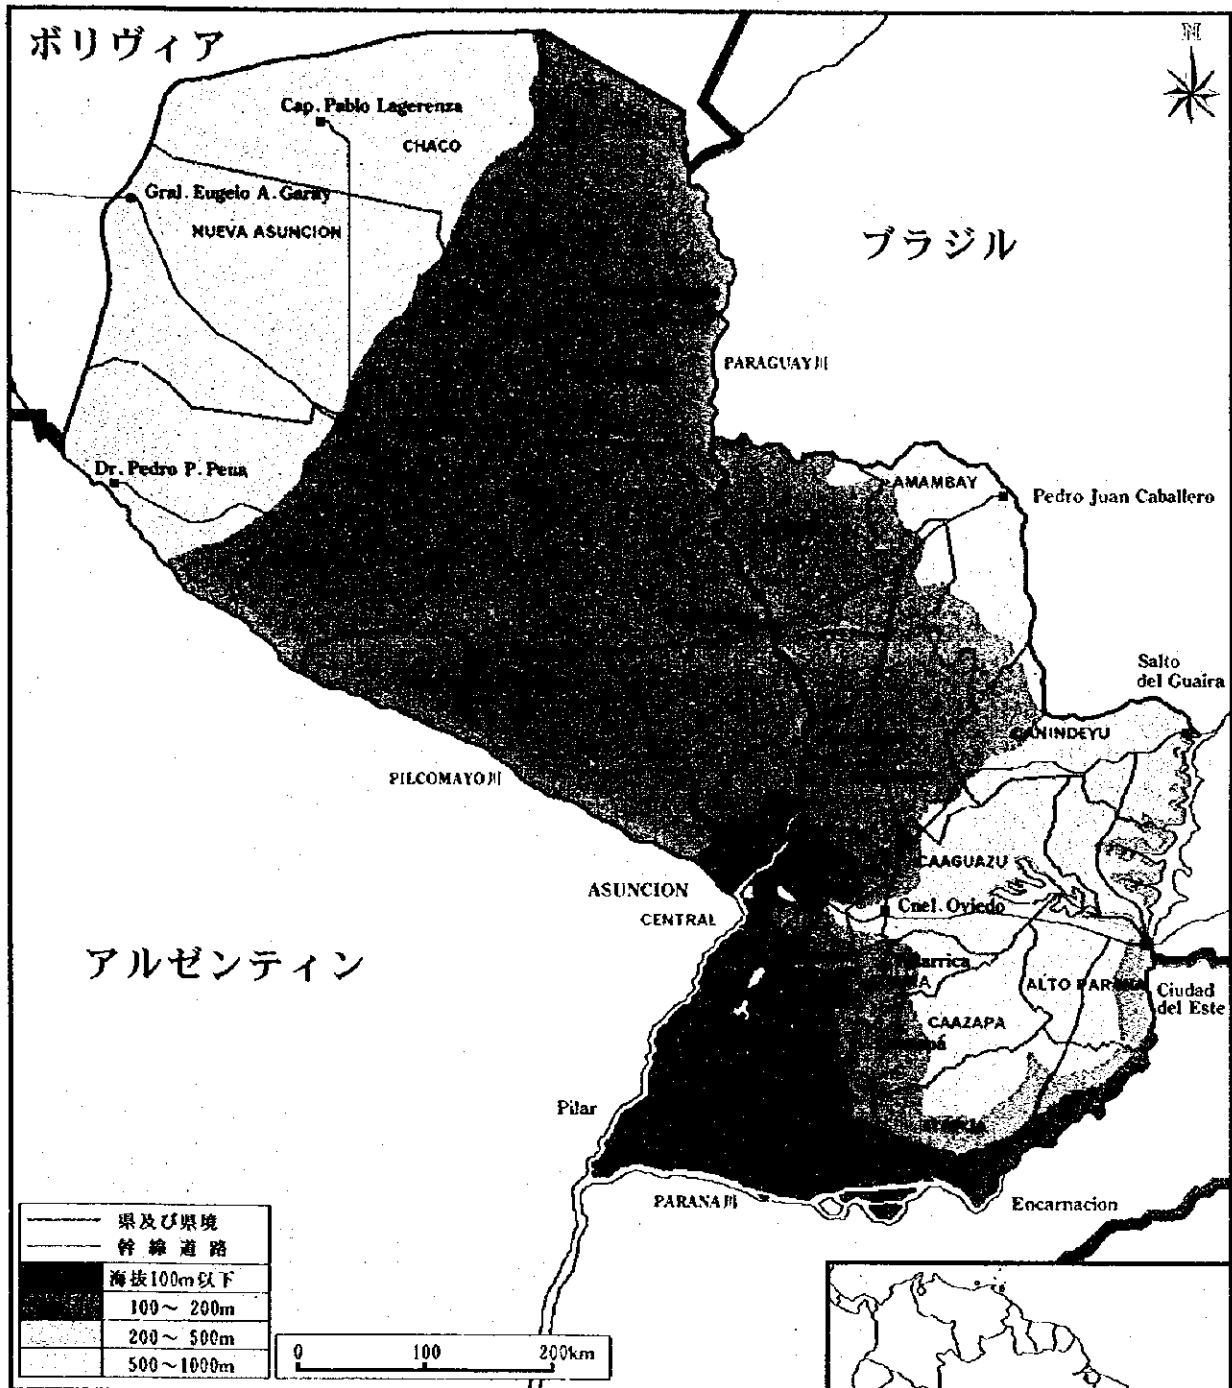 ボリヴィア
N
Cap. Pablo Lagerenza
CHACO
Gral. Eugeio A. Garay
NUEVA ASUNCION
ブラジル
PARAGUAY川
Dr. Pedro P. Pena
AMAMBAY
Pedro Juan Caballero
Salto
del Guaira
CANINDEYU
PILCOMAYO川
CAAGUAZU
ASUNCION
CENTRAL
Cnel. Oviedo
アルゼンティン
ALTO PARANA
Ciudad
del Este
CAAZAPA
Pilar
PARANA川
Encarnacion
県及び県境
幹線道路
海抜100m以下
100〜 200m
200〜 500m
500〜1000m
0 100 200km